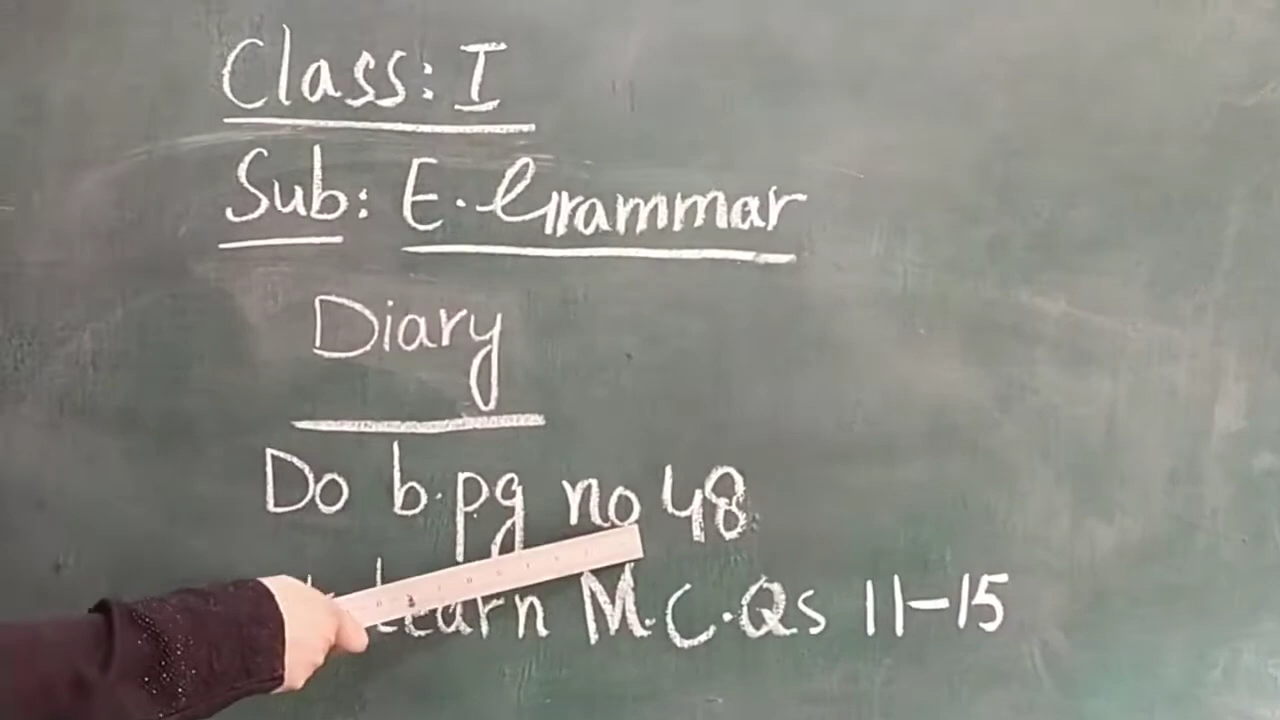 Class: I
Sub: E. Grammar
Diary
Do b.pg no 48
Learn M.C.Qs 11-15